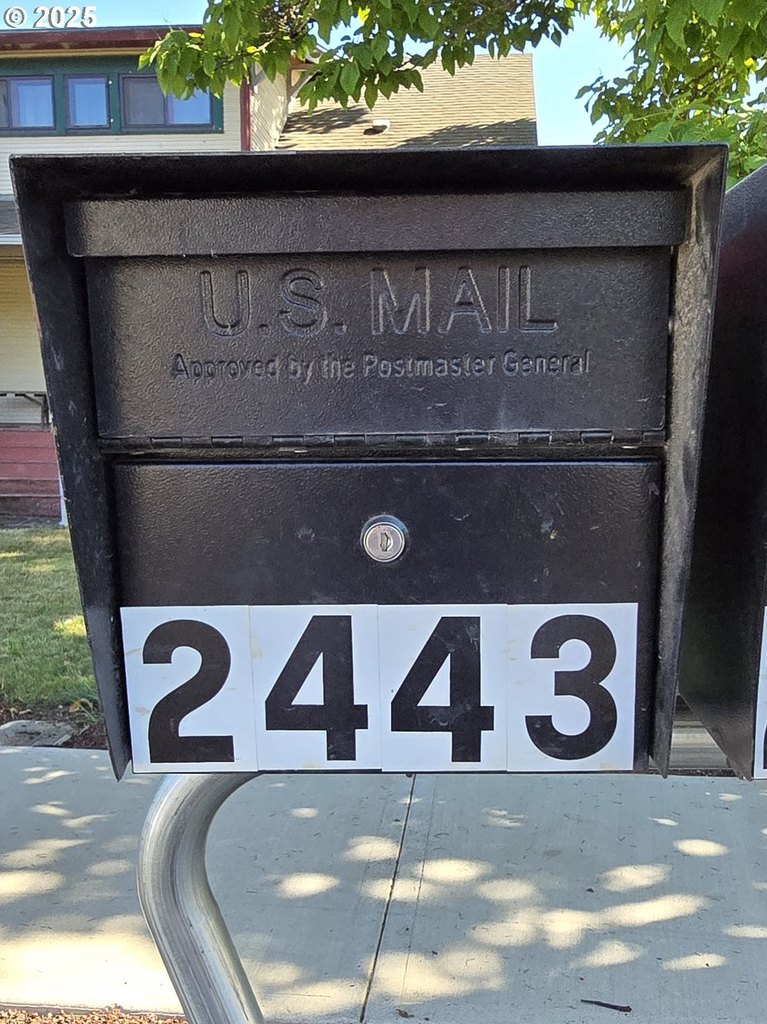 © 2025
U.S. MAIL
Approved by the Postmaster General
2443